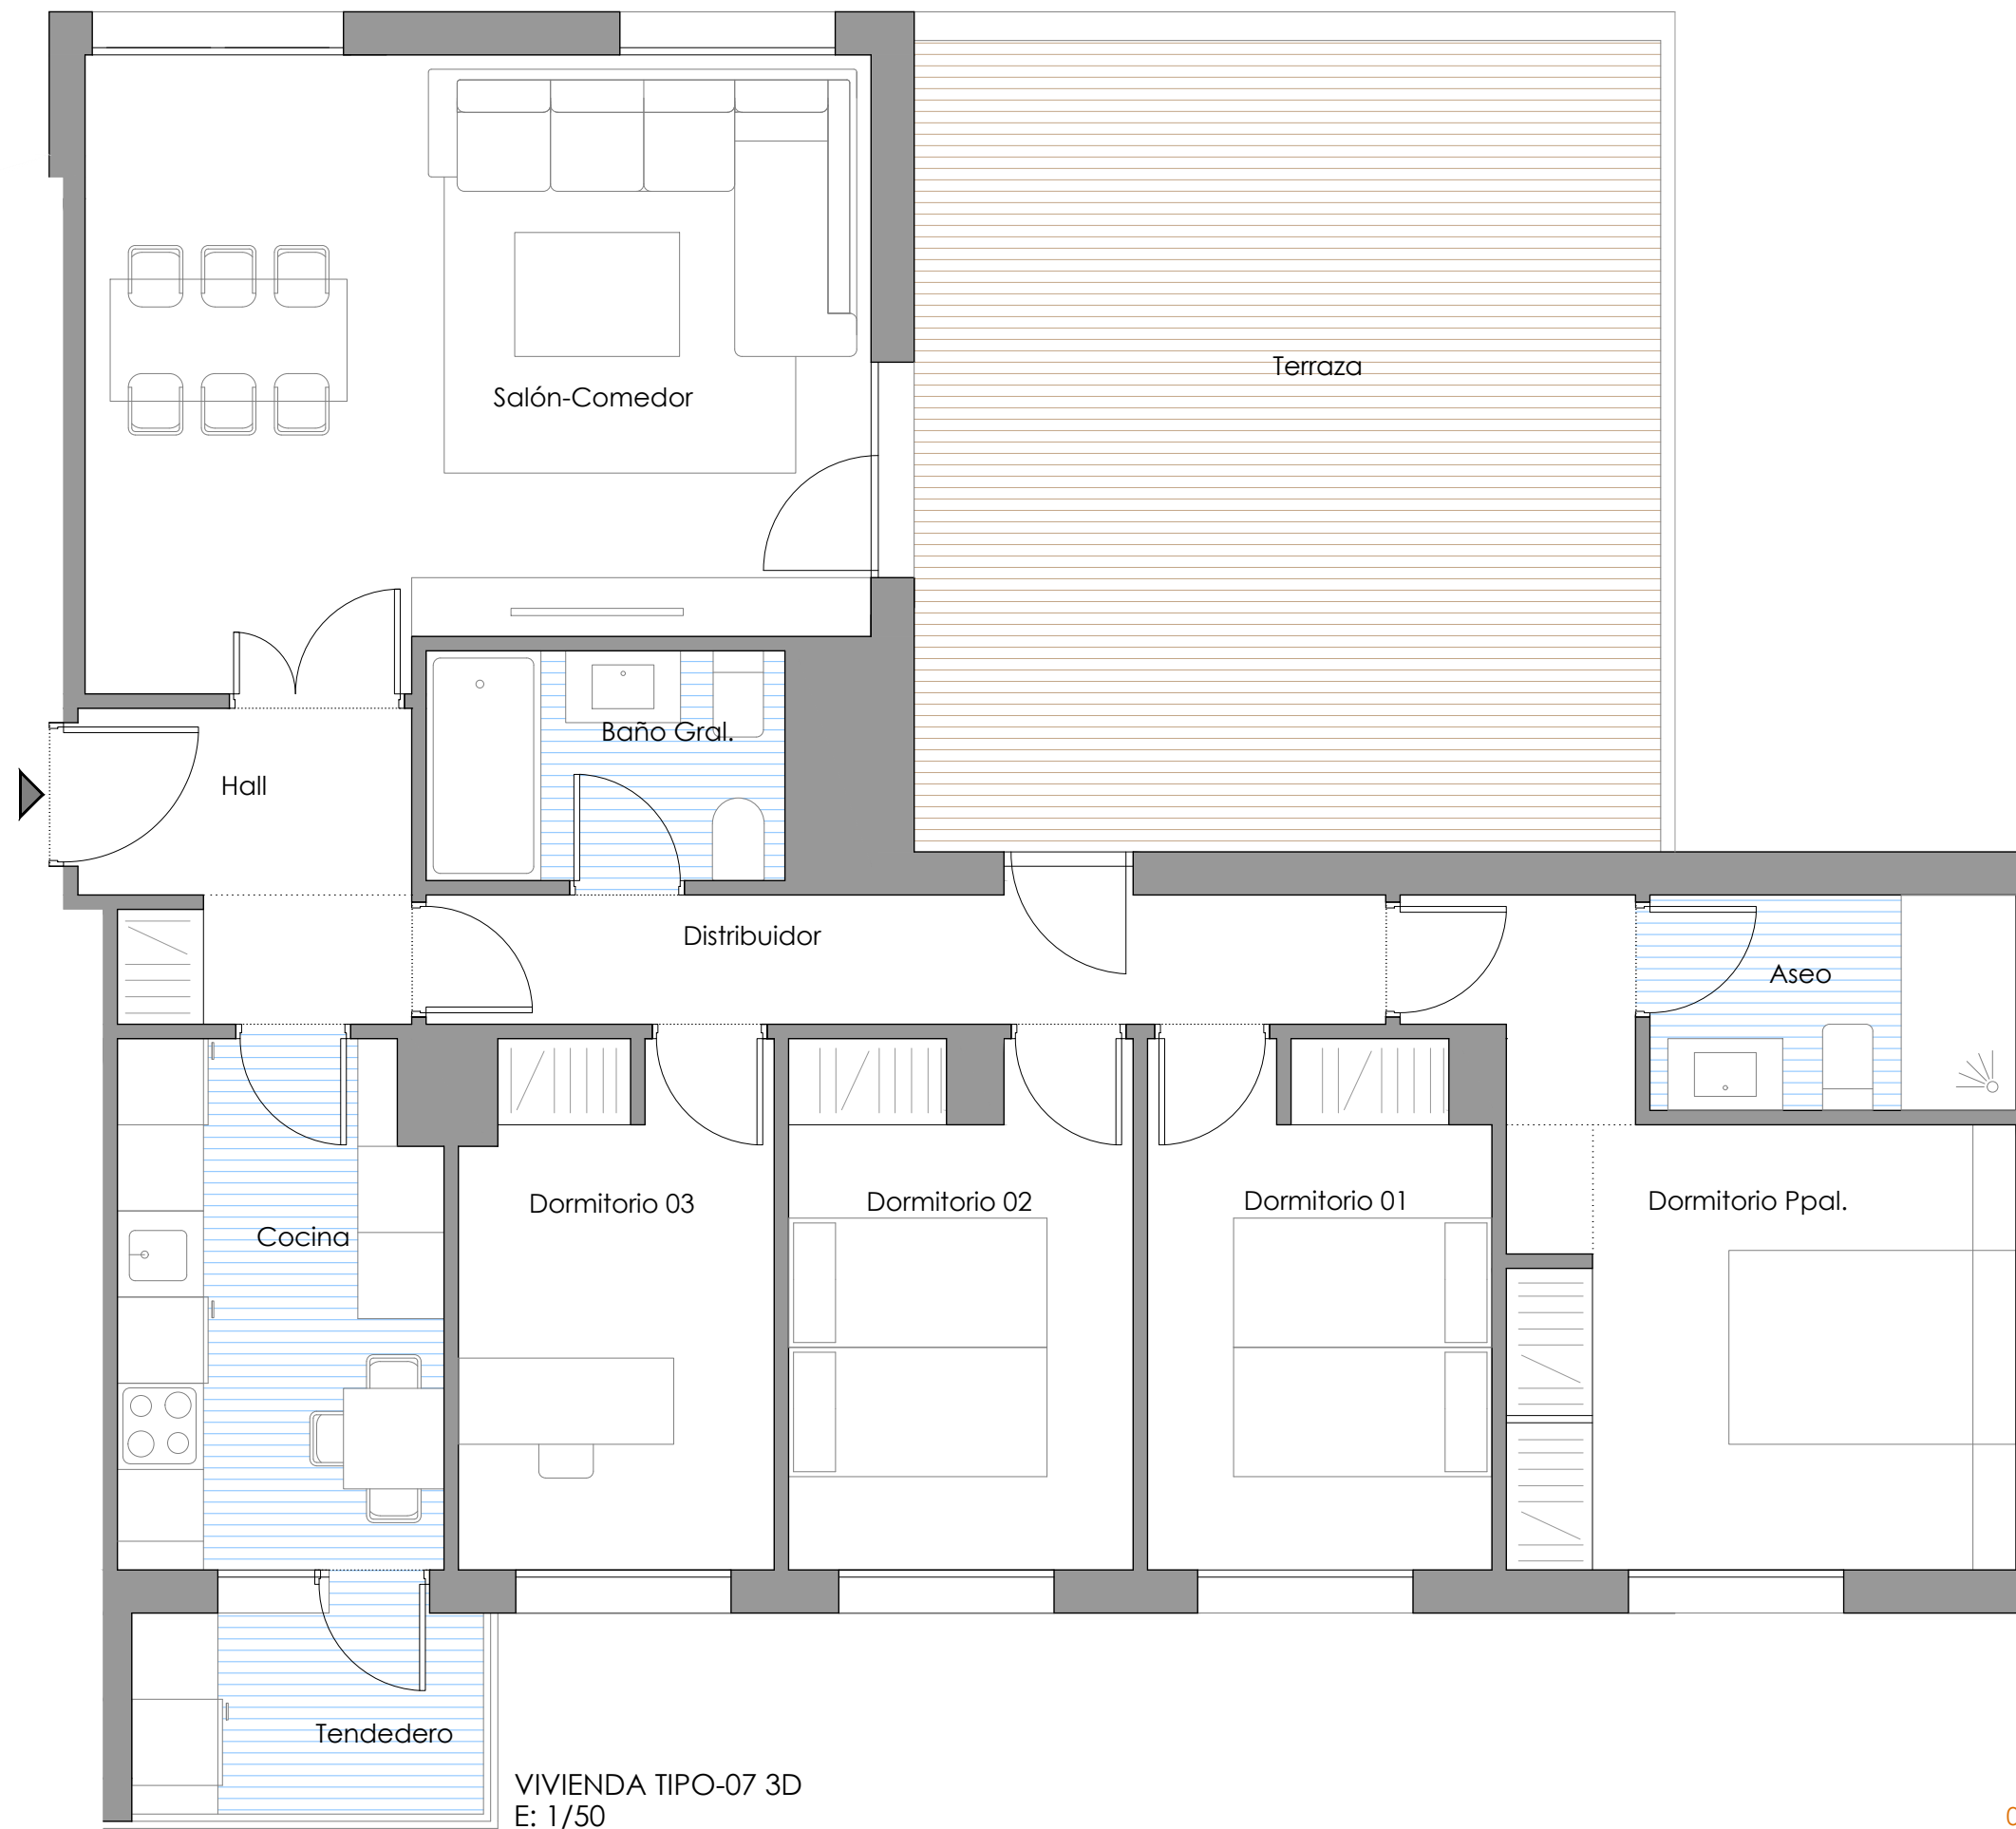 Terraza
Salón-Comedor
Baño Gral.
Hall
Distribuidor
Aseo
Dormitorio 03
Dormitorio 02
Dormitorio 01
Dormitorio Ppal.
Cocina
Tendedero
VIVIENDA TIPO-07 3D
E: 1/50